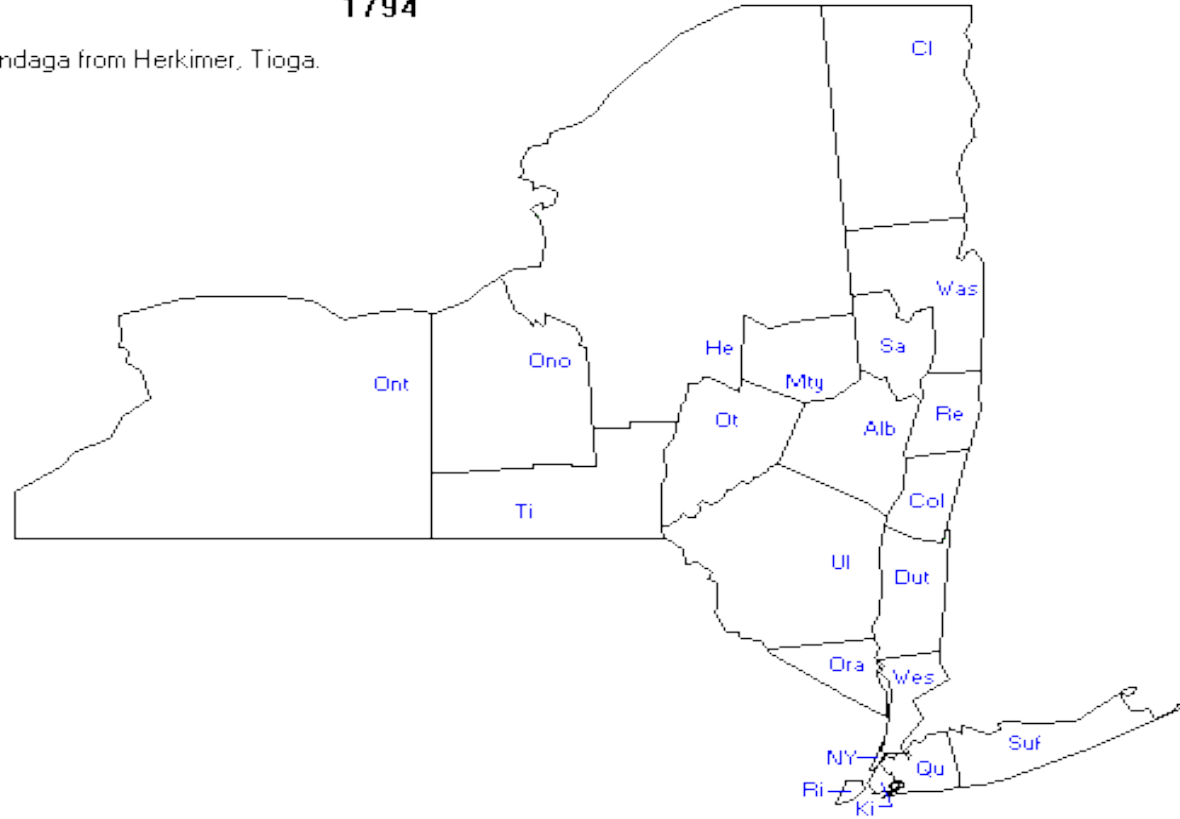 1794
ndaga from Herkimer, Tioga.
Cl
Was
He
Sa
Ono
Ont
Mty
Ot
Alb
Re
Ti
Col
Ul
Dut
Ora
Wes
Suf
NY
Qu
Ri
Ki